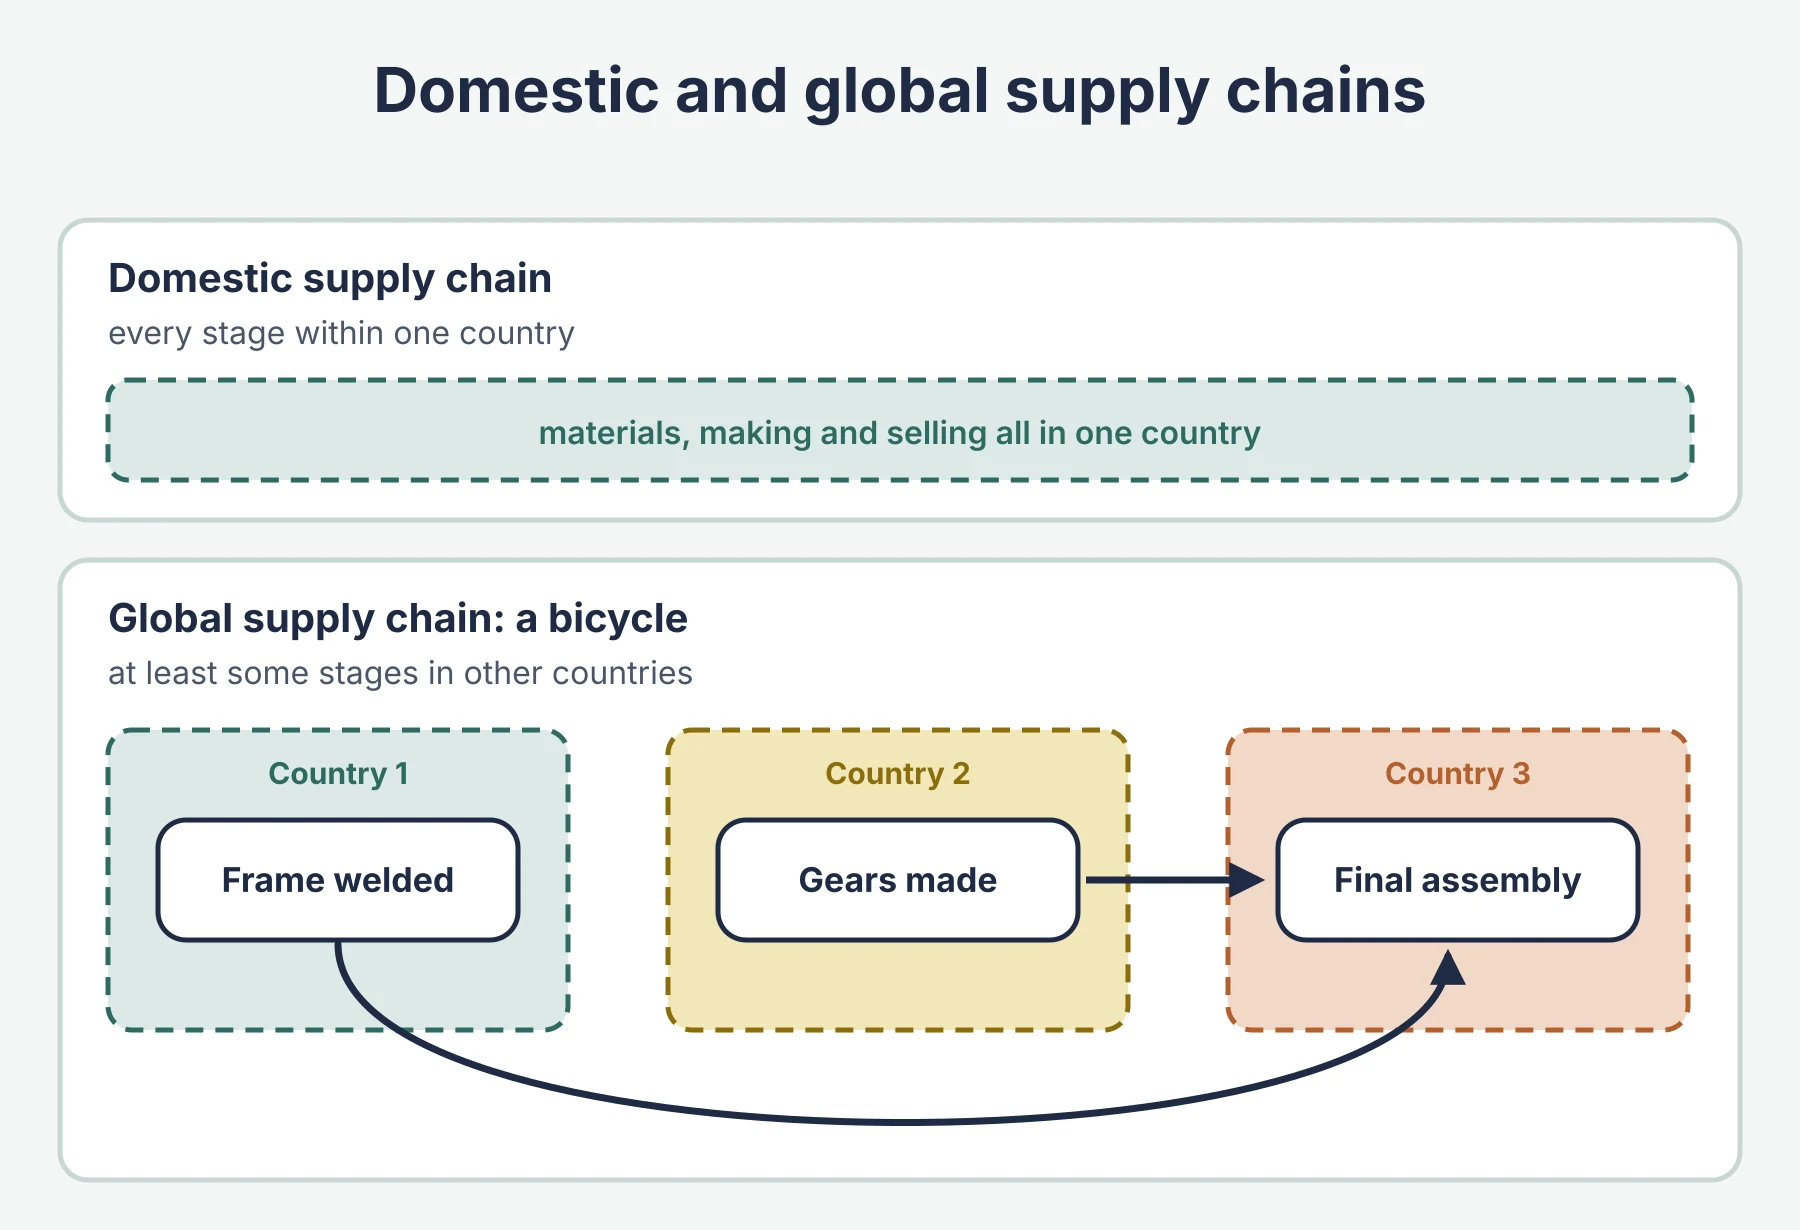 Domestic and global supply chains
Domestic supply chain
every stage within one country
materials, making and selling all in one country
Global supply chain: a bicycle
at least some stages in other countries
Country 1
Frame welded
Country 2
Gears made
Country 3
Final assembly